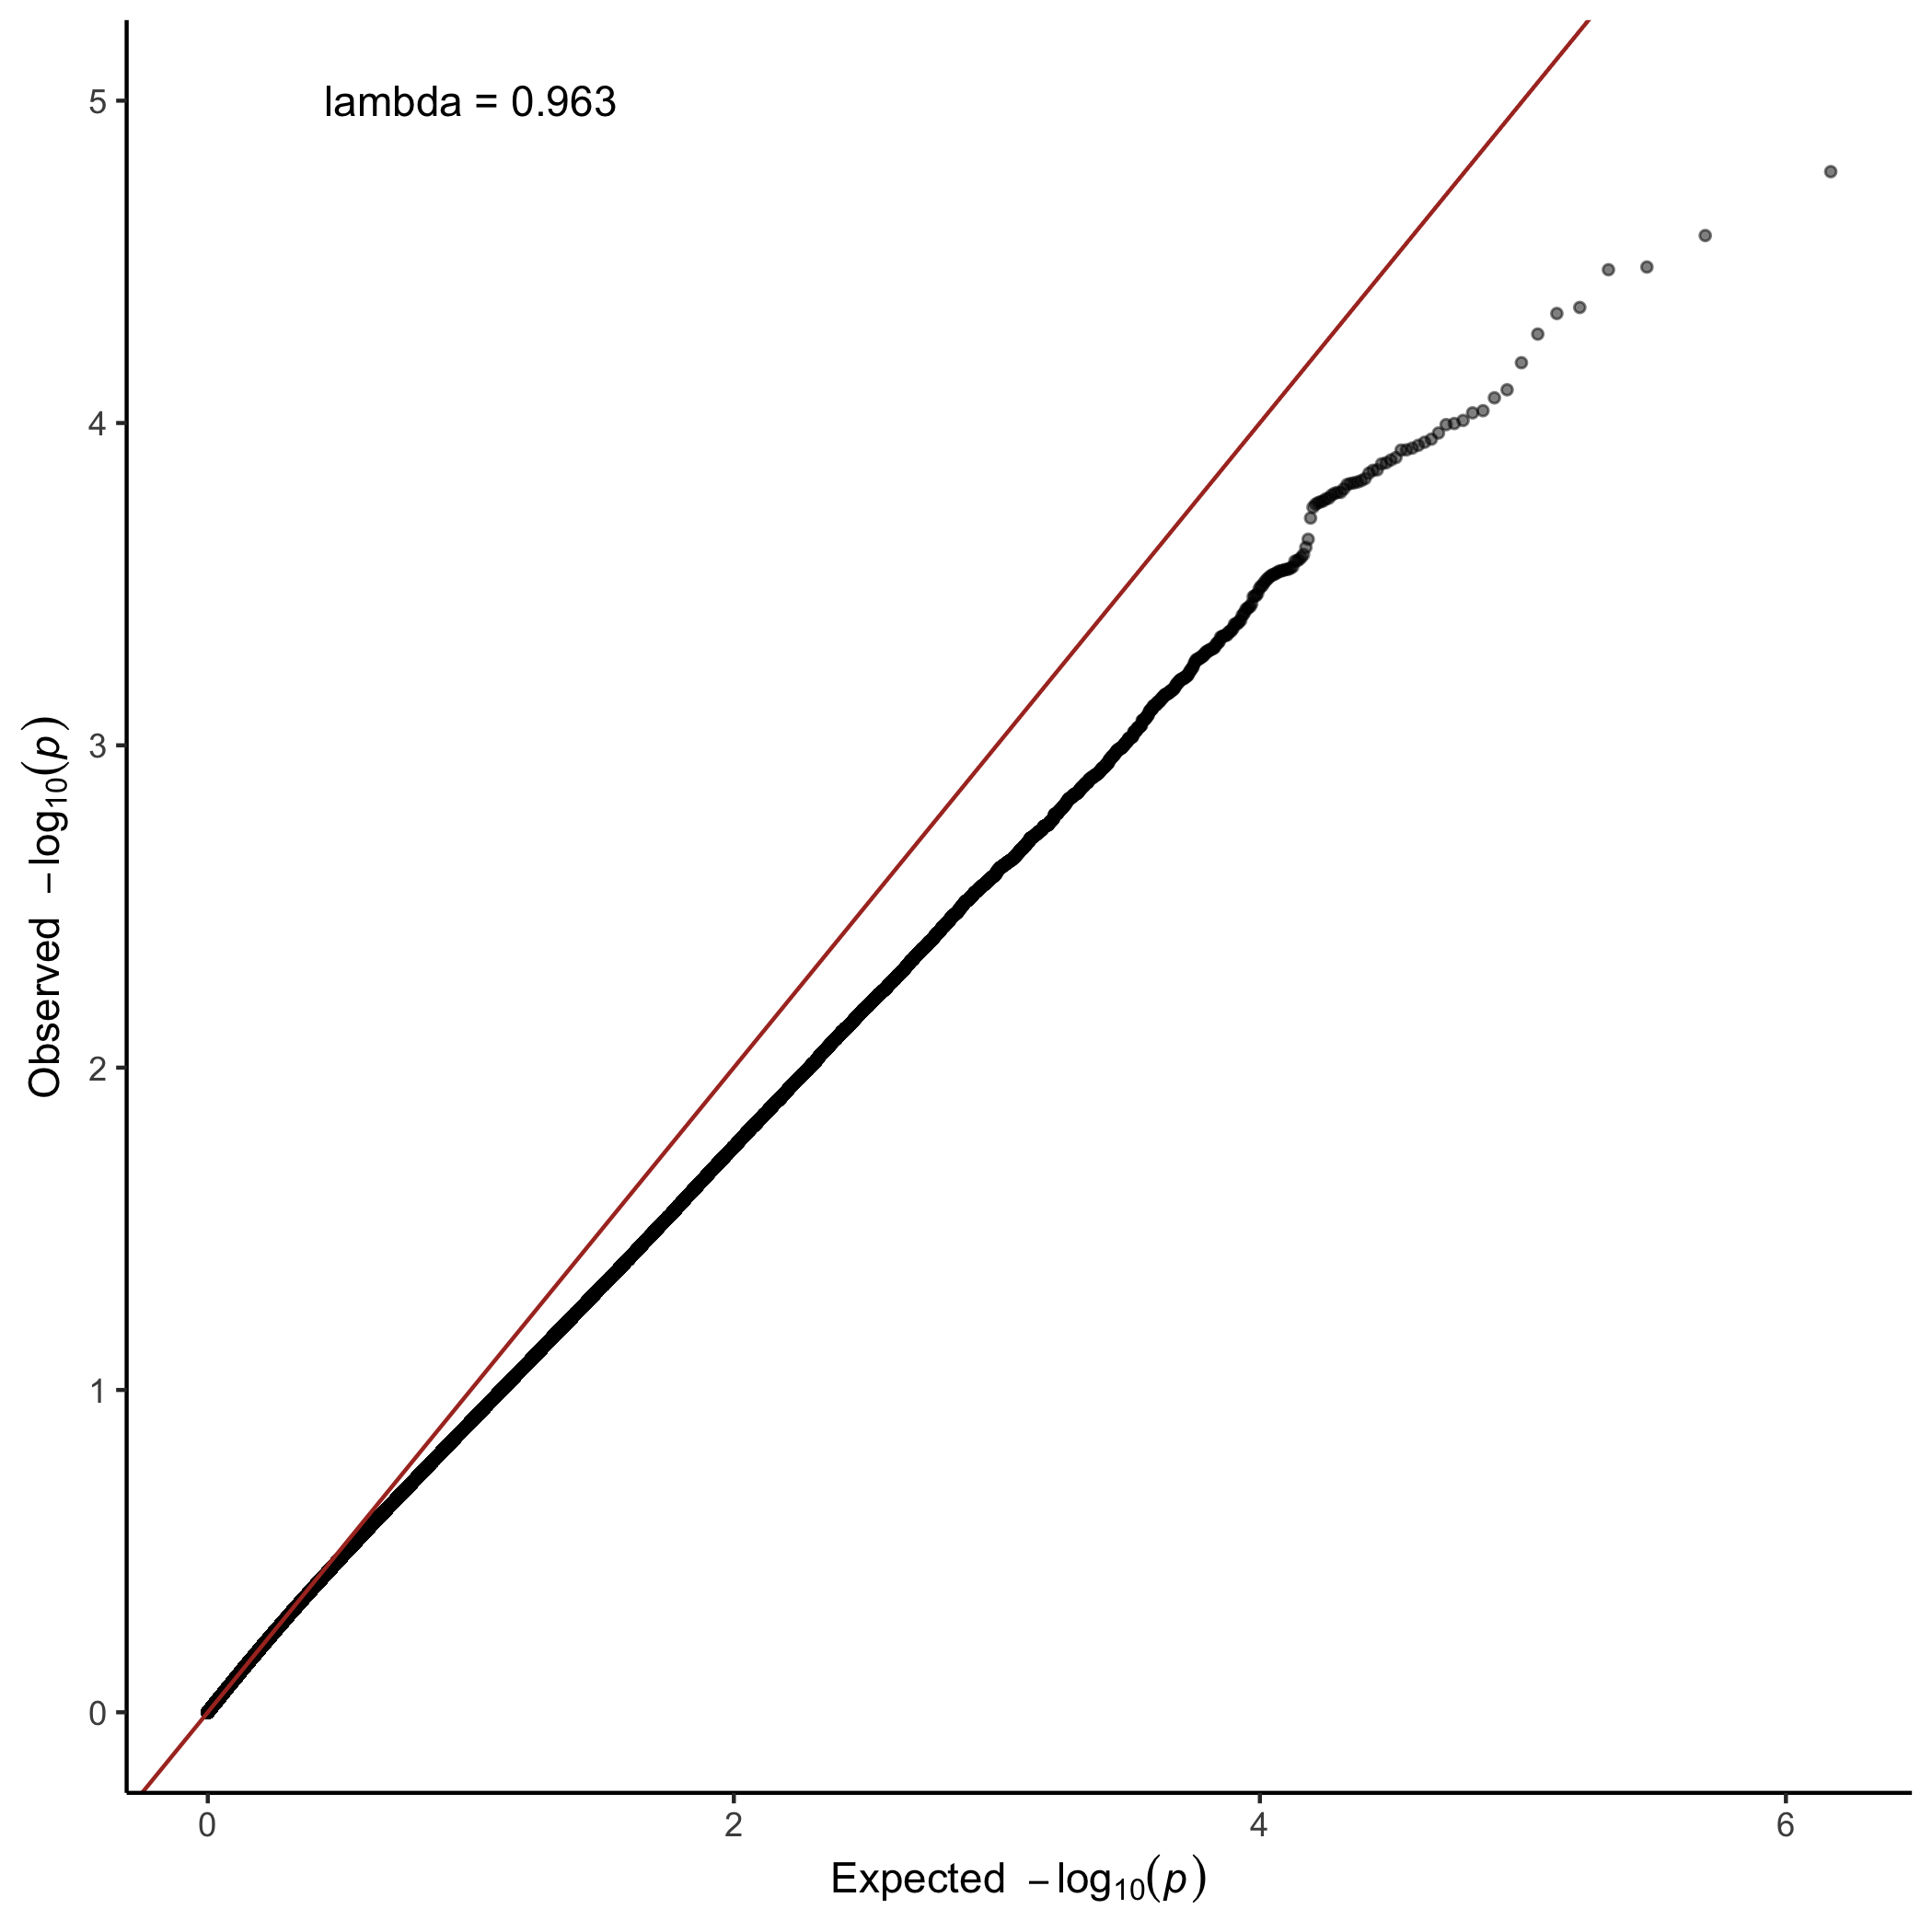 lambda = 0.963
5
4
3
2
1
0
Observed −log10(p)
0 2 4 6
Expected −log10(p)